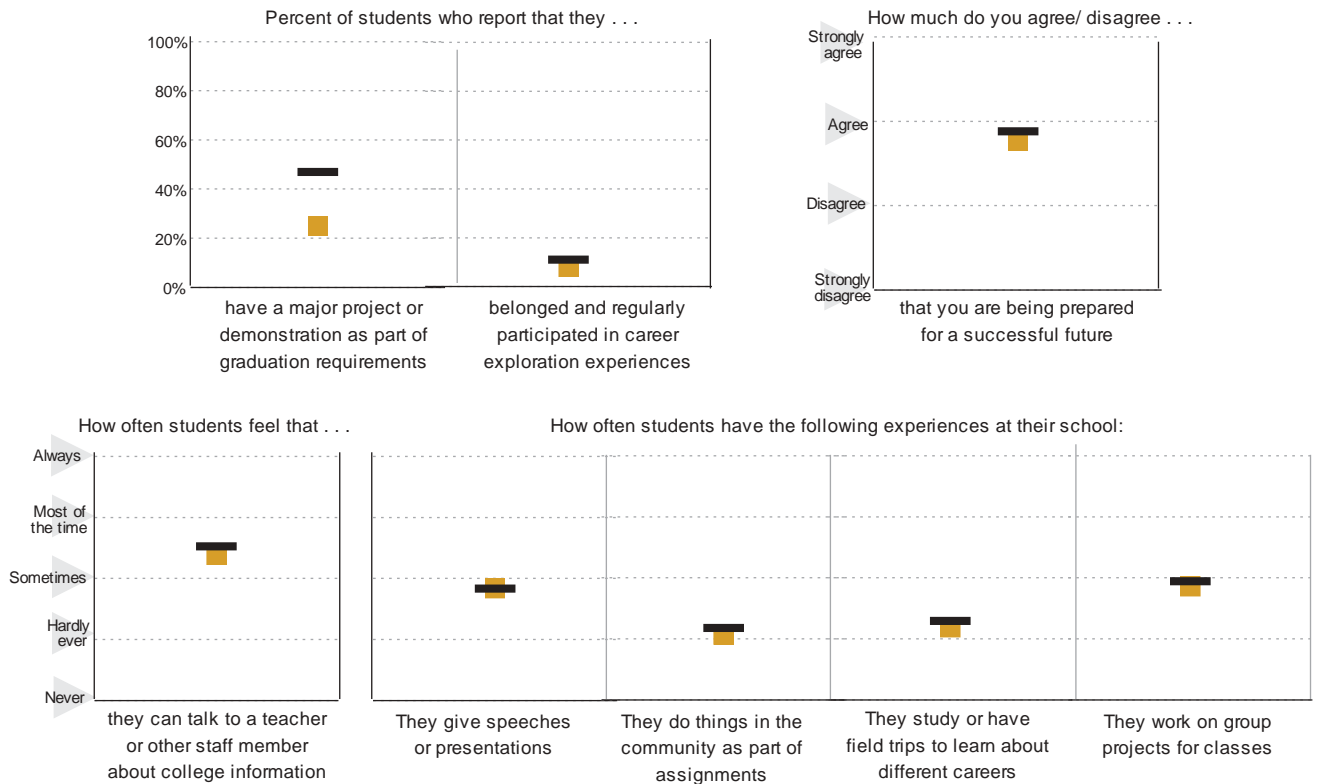 Percent of students who report that they . . .
100%
80%
60%
40%
20%
0%
have a major project or
demonstration as part of
graduation requirements
belonged and regularly
participated in career
exploration experiences
How much do you agree/ disagree . . .
Strongly
agree
Agree
Disagree
Strongly
disagree
that you are being prepared
for a successful future
How often students feel that . . .
Always
Most of
the time
Sometimes
Hardly
ever
Never
they can talk to a teacher
or other staff member
about college information
How often students have the following experiences at their school:
They give speeches
or presentations
They do things in the
community as part of
assignments
They study or have
field trips to learn about
different careers
They work on group
projects for classes